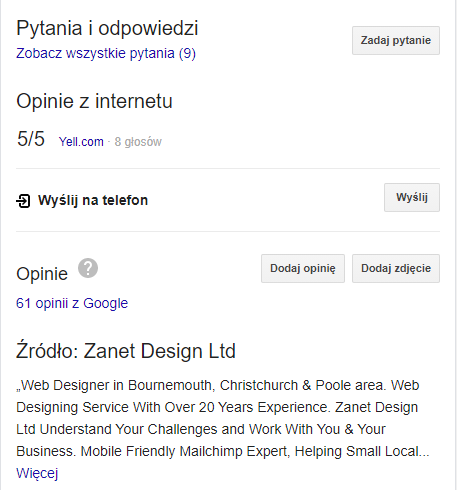 Pytania i odpowiedzi
Zadaj pytanie
Zobacz wszystkie pytania (9)
Opinie z internetu
5/5 Yell.com · 8 głosów
Wyślij na telefon
Wyślij
Opinie ?
Dodaj opinię
Dodaj zdjęcie
61 opinii z Google
Źródło: Zanet Design Ltd
„Web Designer in Bournemouth, Christchurch & Poole area. Web
Designing Service With Over 20 Years Experience. Zanet Design
Ltd Understand Your Challenges and Work With You & Your
Business. Mobile Friendly Mailchimp Expert, Helping Small Local...
Więcej